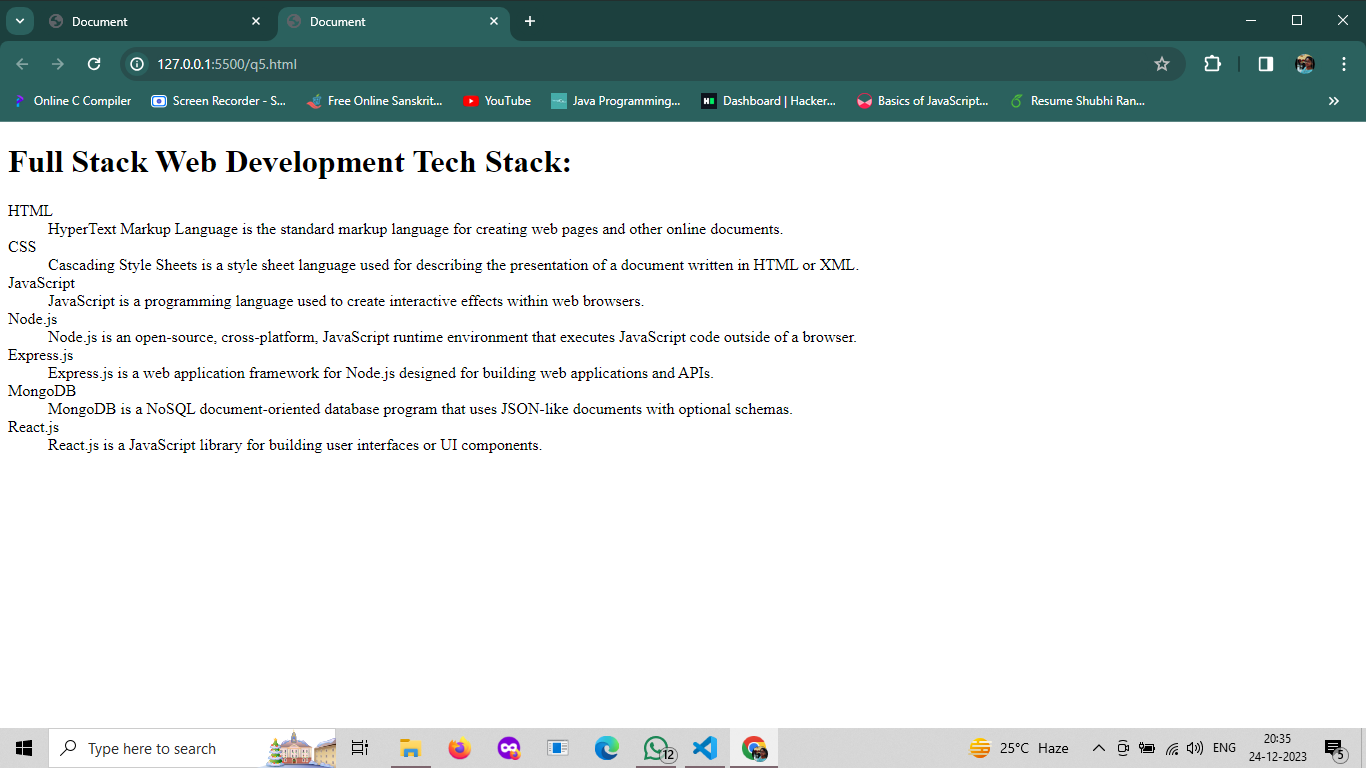 Document
Document
127.0.0.1:5500/q5.html
Online C Compiler
Screen Recorder - S...
Free Online Sanskrit...
YouTube
Java Programming...
Dashboard | Hacker...
Basics of JavaScript...
Resume Shubhi Ran...
Full Stack Web Development Tech Stack:
HTML
HyperText Markup Language is the standard markup language for creating web pages and other online documents.
CSS
Cascading Style Sheets is a style sheet language used for describing the presentation of a document written in HTML or XML.
JavaScript
JavaScript is a programming language used to create interactive effects within web browsers.
Node.js
Node.js is an open-source, cross-platform, JavaScript runtime environment that executes JavaScript code outside of a browser.
Express.js
Express.js is a web application framework for Node.js designed for building web applications and APIs.
MongoDB
MongoDB is a NoSQL document-oriented database program that uses JSON-like documents with optional schemas.
React.js
React.js is a JavaScript library for building user interfaces or UI components.
Type here to search
12
25°C Haze
ENG
20:35
24-12-2023
5